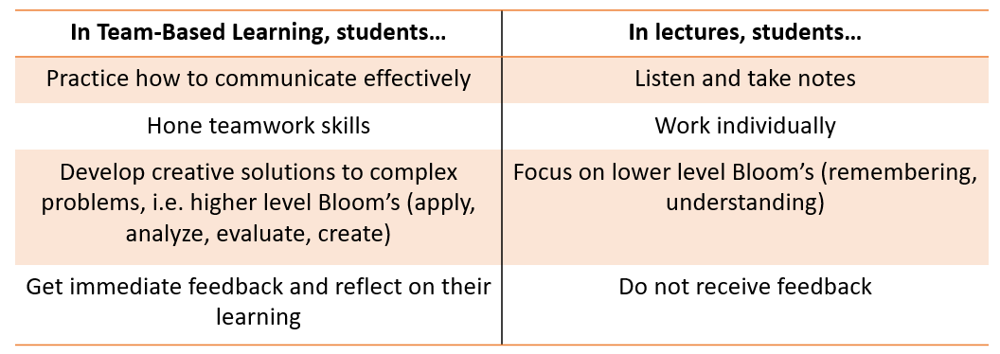 In Team-Based Learning, students…
In lectures, students…
Practice how to communicate effectively
Listen and take notes
Hone teamwork skills
Work individually
Develop creative solutions to complex
problems, i.e. higher level Bloom’s (apply,
analyze, evaluate, create)
Focus on lower level Bloom’s (remembering,
understanding)
Get immediate feedback and reflect on their
learning
Do not receive feedback